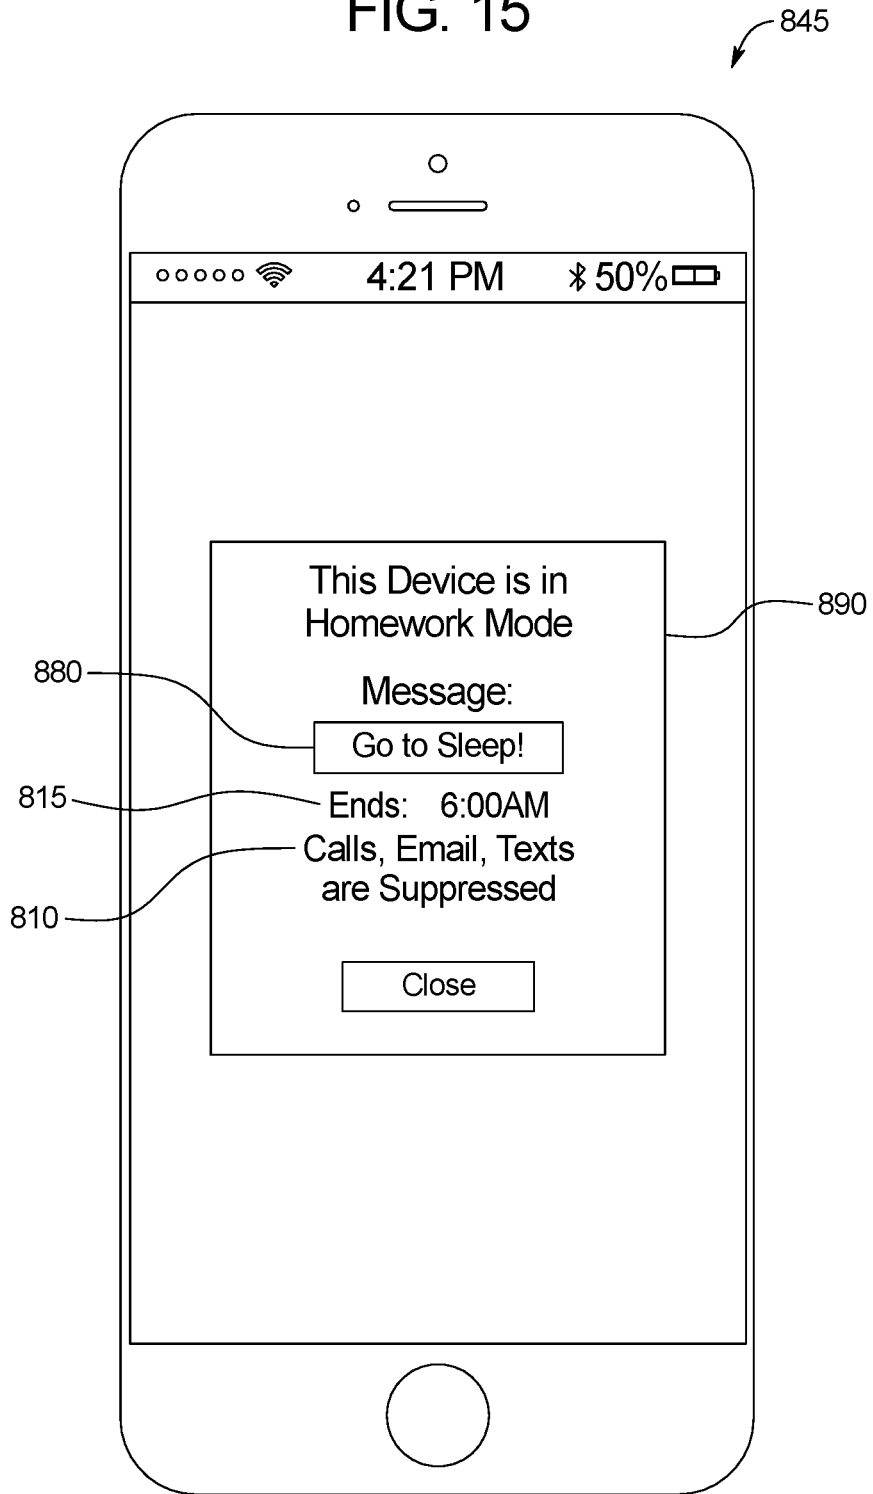 FIG. 15
845
4:21 PM 50%
This Device is in
Homework Mode
890
880
Message:
Go to Sleep!
815
Ends: 6:00AM
Calls, Email, Texts
are Suppressed
810
Close